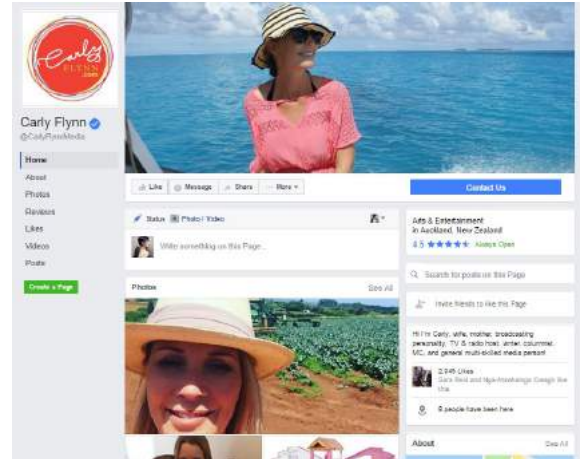 Carly
FLYNN
.com
Carly Flynn
@CarlyFlynnMedia
Home
About
Photos
Reviews
Likes
Videos
Posts
Create a Page
Like
Message
Share
More
Contact Us
Status
Photo / Video
Write something on this Page...
Photos
See All
Arts & Entertainment
in Auckland, New Zealand
4.5 ★★★★★ Always Open
Search for posts on this Page
Invite friends to like this Page
Hi I'm Carly, wife, mother, broadcasting
personality, TV & radio host, writer, columnist,
MC, and general multi-skilled media person!
2,945 Likes
like this
6 people have been here
About
See All